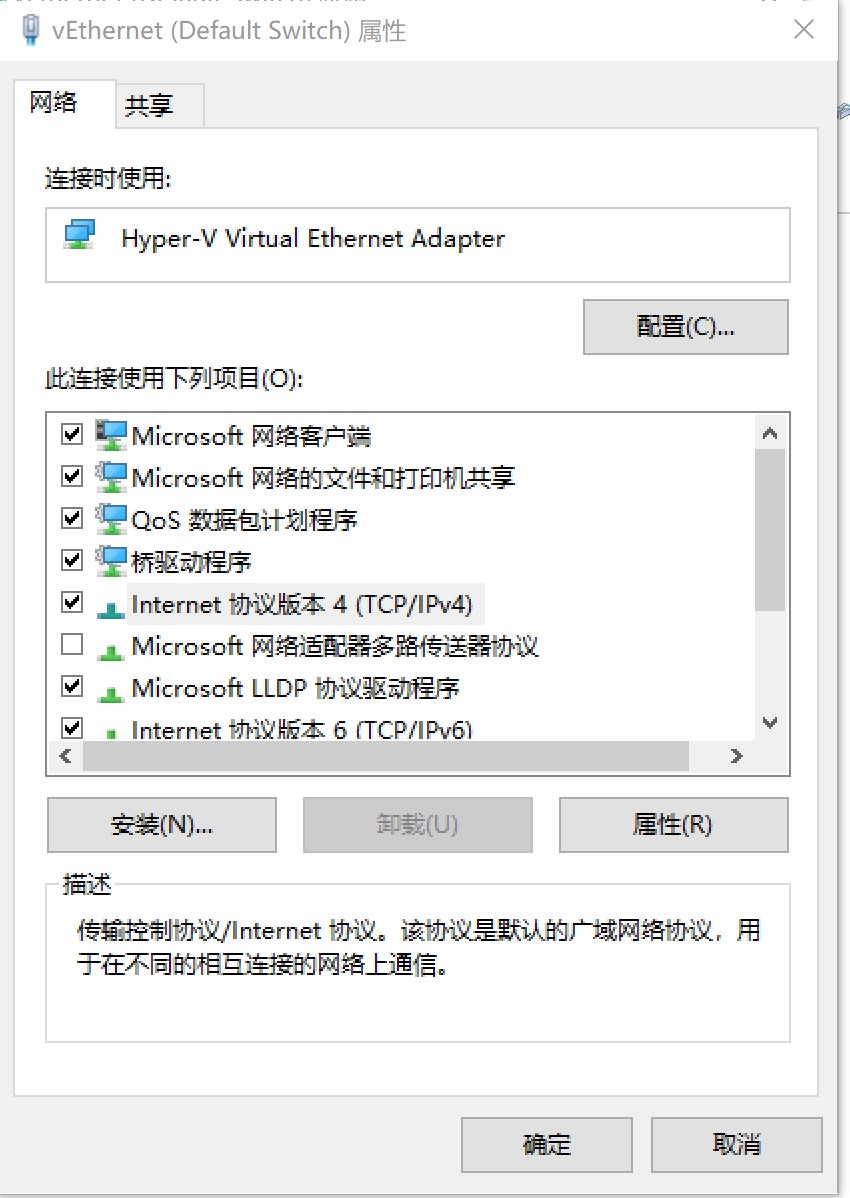 vEthernet (Default Switch) 属性
网络
共享
连接时使用:
Hyper-V Virtual Ethernet Adapter
配置(C)...
此连接使用下列项目(O):
Microsoft 网络客户端
Microsoft 网络的文件和打印机共享
QoS 数据包计划程序
桥驱动程序
Internet 协议版本 4 (TCP/IPv4)
Microsoft 网络适配器多路传送器协议
Microsoft LLDP 协议驱动程序
Internet 协议版本 6 (TCP/IPv6)
安装(N)...
卸载(U)
属性(R)
描述
传输控制协议/Internet 协议。该协议是默认的广域网络协议，用
于在不同的相互连接的网络上通信。
确定
取消